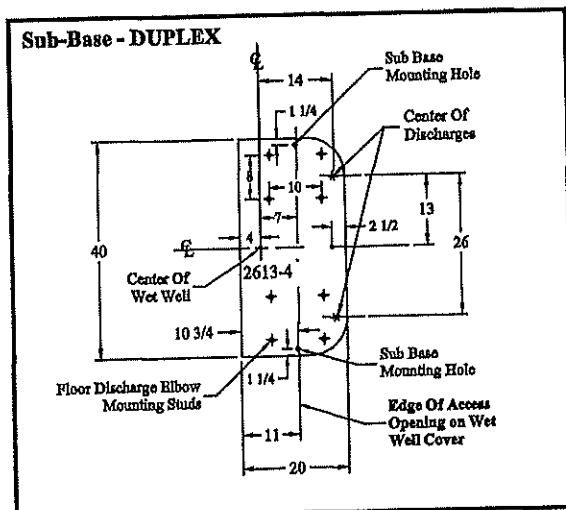 Sub-Base - DUPLEX
℄
14
Sub Base
Mounting Hole
1 1/4
Center Of
Discharges
8
10
13
7
2 1/2
4
26
40
℄
Center Of
Wet Well
2613-4
10 3/4
Floor Discharge Elbow
Mounting Studs
1 1/4
Sub Base
Mounting Hole
Edge Of Access
Opening on Wet
Well Cover
11
20